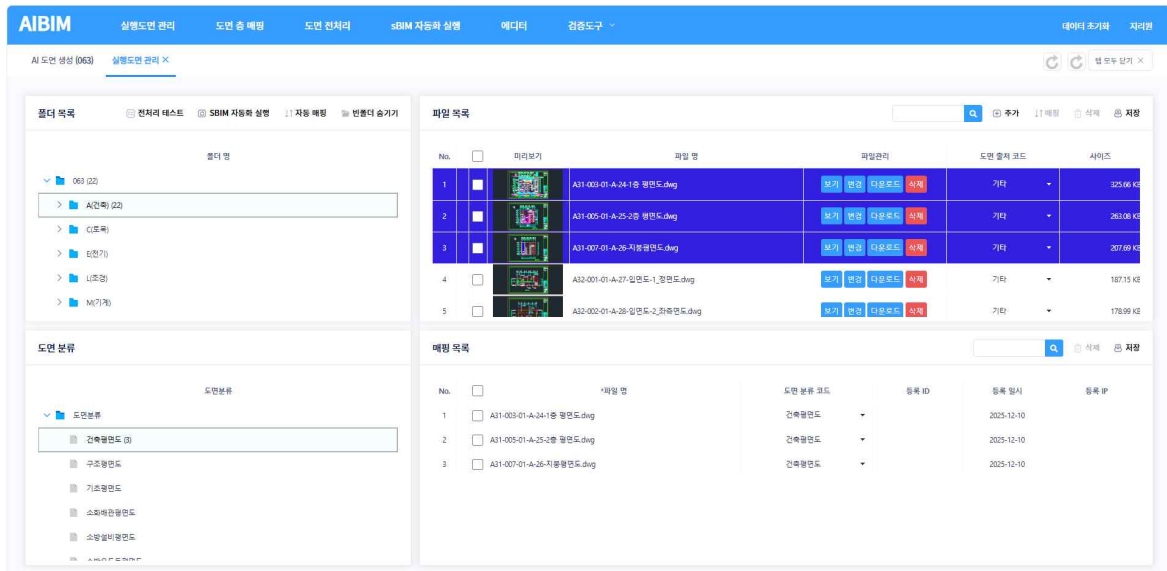 AIBIM 실행도면 관리 도면 층 매핑 도면 전처리 sBIM 자동화 실행 에디터 검증도구 데이터 초기화 지리원
AI 도면 생성 (063) 실행도면 관리 × 탭 모두 닫기 ×
폴더 목록 전처리 테스트 SBIM 자동화 실행 자동 매핑 빈폴더 숨기기
폴더 명
063 (22)
A(건축) (22)
C(토목)
E(전기)
L(조경)
M(기계)
파일 목록 추가 매핑 삭제 저장
No. 미리보기 파일 명 파일관리 도면 출처 코드 사이즈
1 A31-003-01-A-24-1층 평면도.dwg 보기 변경 다운로드 삭제 기타 325.66 KB
2 A31-005-01-A-25-2층 평면도.dwg 보기 변경 다운로드 삭제 기타 263.08 KB
3 A31-007-01-A-26-지붕평면도.dwg 보기 변경 다운로드 삭제 기타 207.69 KB
4 A32-001-01-A-27-입면도-1_정면도.dwg 보기 변경 다운로드 삭제 기타 187.15 KB
5 A32-002-01-A-28-입면도-2_좌측면도.dwg 보기 변경 다운로드 삭제 기타 178.99 KB
도면 분류
도면분류
도면분류
건축평면도 (3)
구조평면도
기초평면도
소화배관평면도
소방설비평면도
매핑 목록 삭제 저장
No. *파일 명 도면 분류 코드 등록 ID 등록 일시 등록 IP
1 A31-003-01-A-24-1층 평면도.dwg 건축평면도 2025-12-10
2 A31-005-01-A-25-2층 평면도.dwg 건축평면도 2025-12-10
3 A31-007-01-A-26-지붕평면도.dwg 건축평면도 2025-12-10